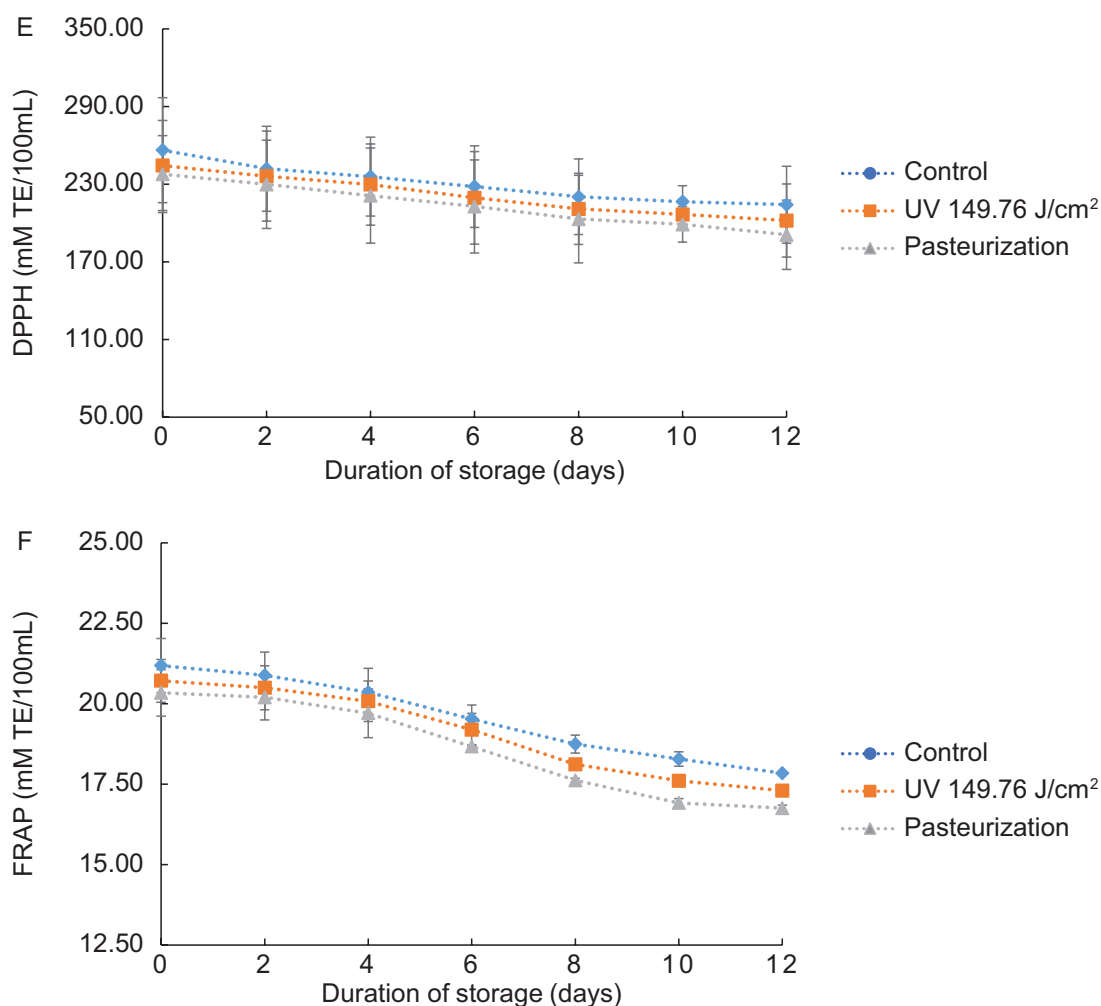 E
350.00
290.00
230.00
170.00
110.00
50.00
DPPH (mM TE/100mL)
0 2 4 6 8 10 12
Duration of storage (days)
Control
UV 149.76 J/cm²
Pasteurization
F
25.00
22.50
20.00
17.50
15.00
12.50
FRAP (mM TE/100mL)
0 2 4 6 8 10 12
Duration of storage (days)
Control
UV 149.76 J/cm²
Pasteurization